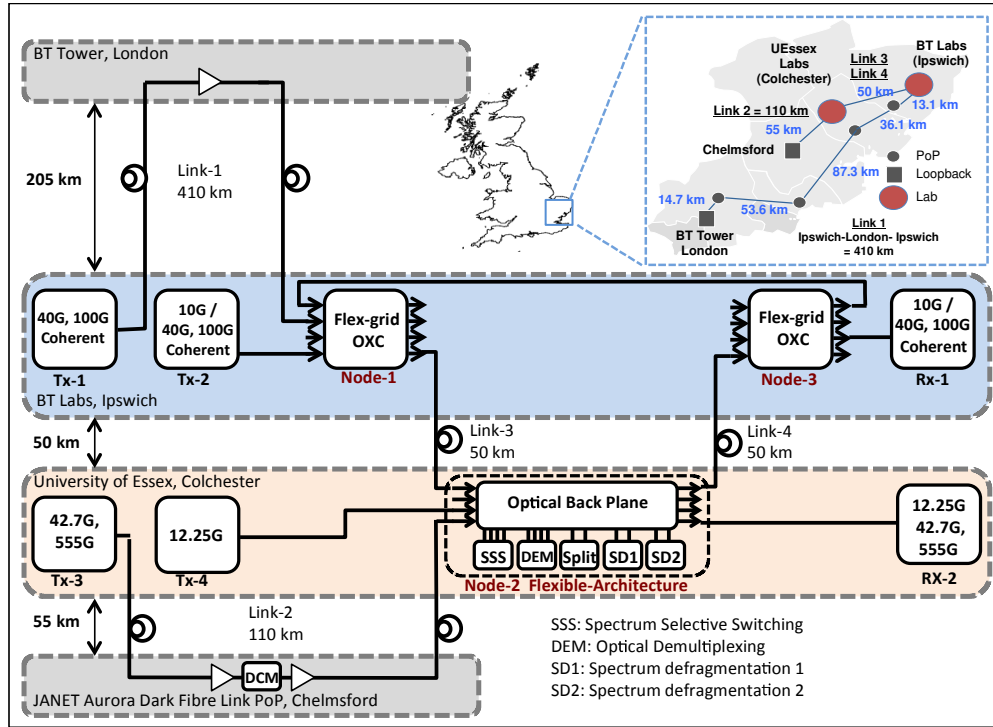 BT Tower, London
205 km
Link-1
410 km
UEssex
Labs
(Colchester)
Link 3
Link 4
50 km
BT Labs
(Ipswich)
13.1 km
Link 2 = 110 km
55 km
36.1 km
Chelmsford
87.3 km
PoP
Loopback
Lab
14.7 km
53.6 km
BT Tower
London
Link 1
Ipswich-London- Ipswich
= 410 km
40G, 100G
Coherent
Tx-1
10G /
40G, 100G
Coherent
Tx-2
Flex-grid
OXC
Node-1
Flex-grid
OXC
Node-3
10G /
40G, 100G
Coherent
Rx-1
BT Labs, Ipswich
50 km
Link-3
50 km
Link-4
50 km
University of Essex, Colchester
42.7G,
555G
Tx-3
12.25G
Tx-4
Optical Back Plane
SSS
DEM
Split
SD1
SD2
Node-2 Flexible-Architecture
12.25G
42.7G,
555G
RX-2
55 km
Link-2
110 km
DCM
JANET Aurora Dark Fibre Link PoP, Chelmsford
SSS: Spectrum Selective Switching
DEM: Optical Demultiplexing
SD1: Spectrum defragmentation 1
SD2: Spectrum defragmentation 2